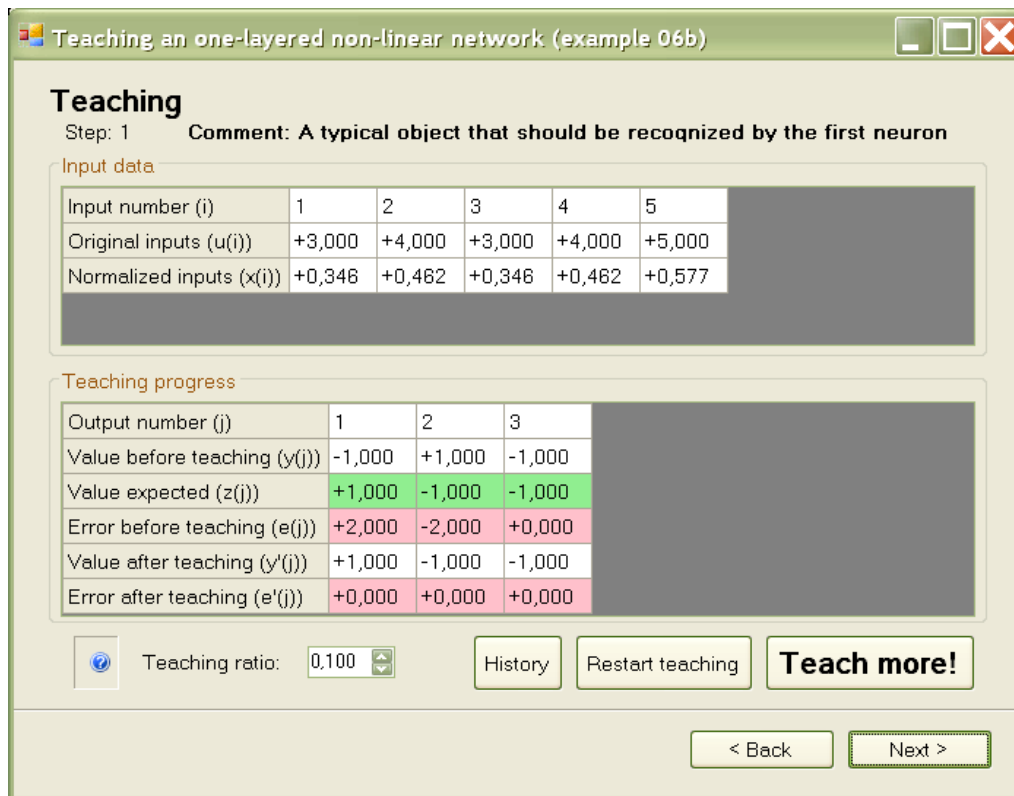 Teaching an one-layered non-linear network (example 06b)
Teaching
Step: 1 Comment: A typical object that should be recoqnized by the first neuron
Input data
Input number (i) 1 2 3 4 5
Original inputs (u(i)) +3,000 +4,000 +3,000 +4,000 +5,000
Normalized inputs (x(i)) +0,346 +0,462 +0,346 +0,462 +0,577
Teaching progress
Output number (j) 1 2 3
Value before teaching (y(j)) -1,000 +1,000 -1,000
Value expected (z(j)) +1,000 -1,000 -1,000
Error before teaching (e(j)) +2,000 -2,000 +0,000
Value after teaching (y'(j)) +1,000 -1,000 -1,000
Error after teaching (e'(j)) +0,000 +0,000 +0,000
? Teaching ratio: 0,100 History Restart teaching Teach more!
< Back Next >